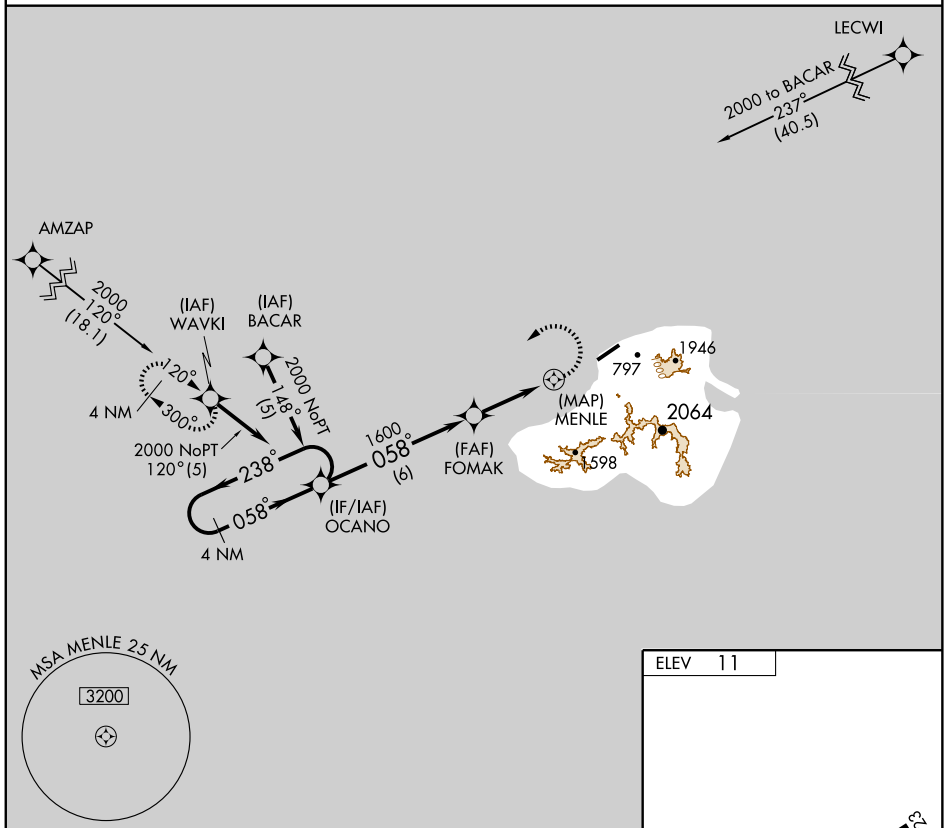 LECWI
2000 to BACAR
237°
(40.5)
AMZAP
2000
120°
(18.1)
(IAF)
WAVKI
(IAF)
BACAR
120°
300°
4 NM
2000 NoPT
148°
(5)
2000 NoPT
120°(5)
238°
058°
4 NM
(IF/IAF)
OCANO
1600
058°
(6)
(FAF)
FOMAK
(MAP)
MENLE
797
1946
2064
1598
MSA MENLE 25 NM
3200
ELEV 11
23